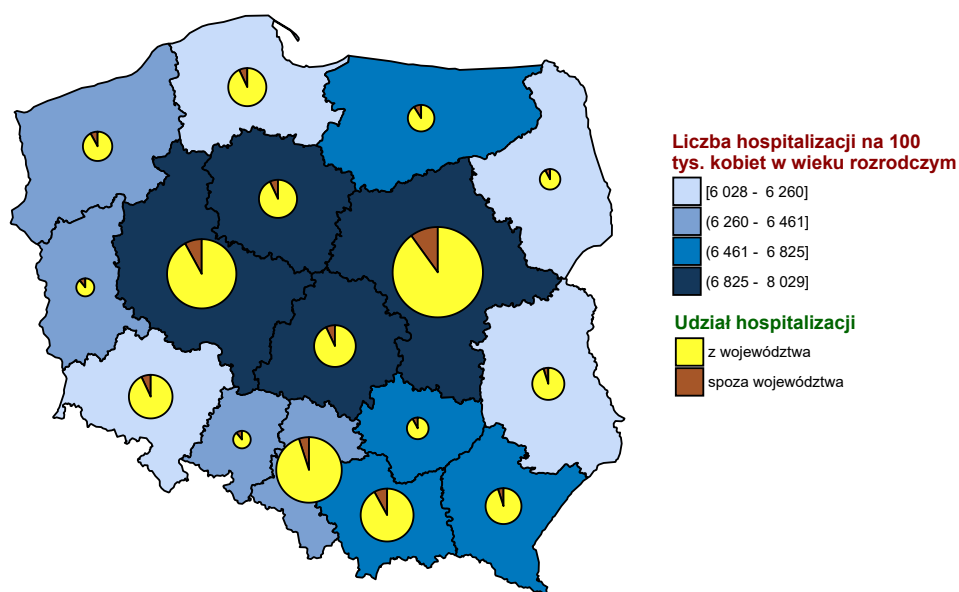 Liczba hospitalizacji na 100
tys. kobiet w wieku rozrodczym
[6 028 - 6 260]
(6 260 - 6 461]
(6 461 - 6 825]
(6 825 - 8 029]
Udział hospitalizacji
z województwa
spoza województwa